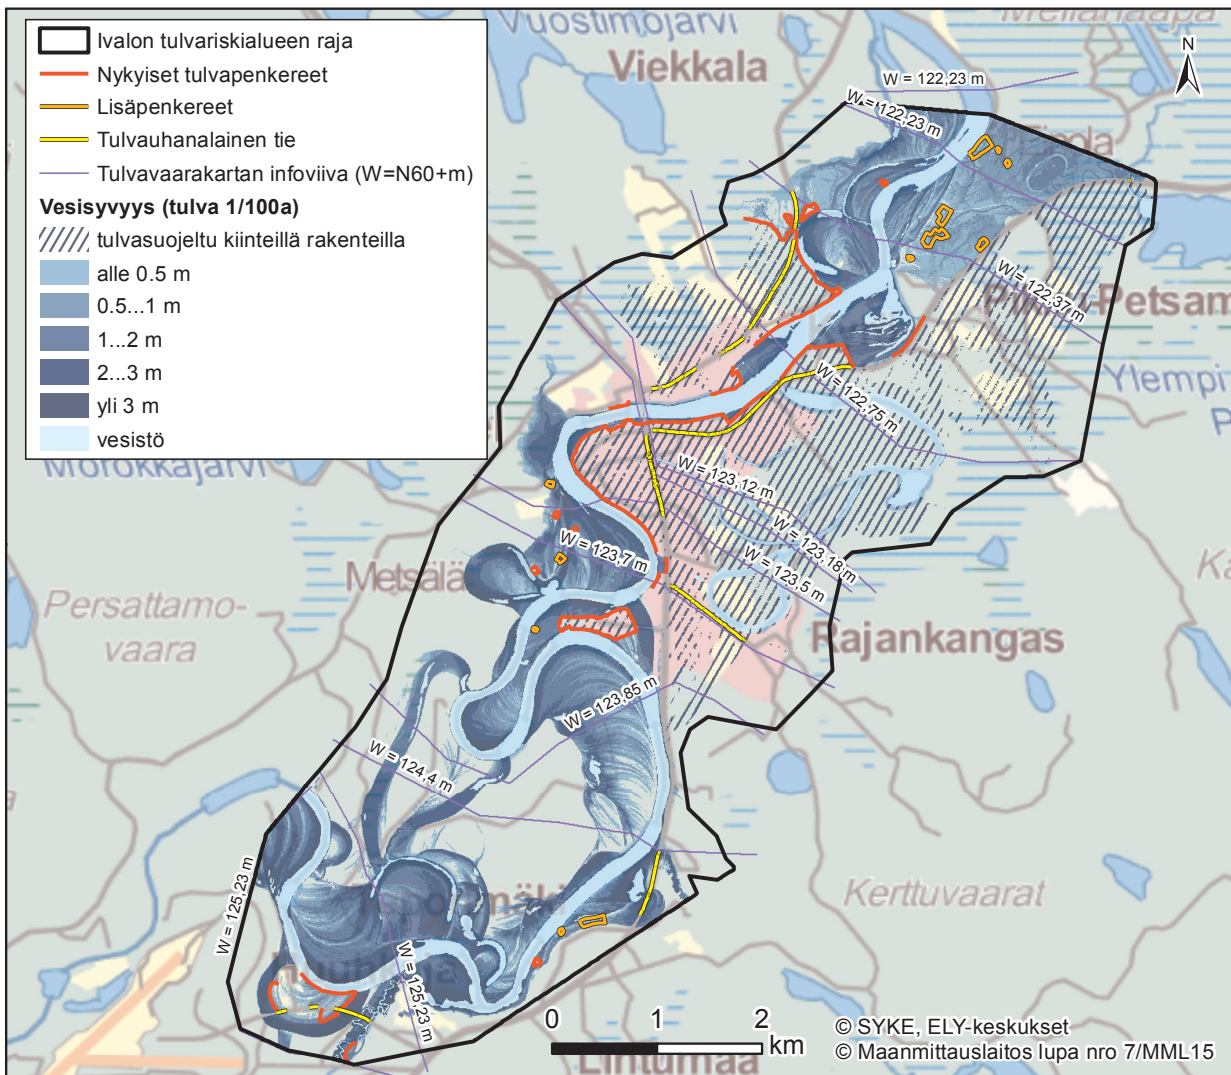 Ivalon tulvariskialueen raja
Nykyiset tulvapenkereet
Lisäpenkereet
Tulvauhanalainen tie
Tulvavaarakartan infoviiva (W=N60+m)
Vesisyvyys (tulva 1/100a)
tulvasuojeltu kiinteillä rakenteilla
alle 0.5 m
0.5...1 m
1...2 m
2...3 m
yli 3 m
vesistö
Vuostimojärvi
Viekkala
N
W = 122,23 m
W = 122,23 m
W = 122,37 m
Ylempi
W = 122,75 m
Morokkajärvi
W = 123,12 m
W = 123,18 m
W = 123,5 m
W = 123,7 m
Metsälä
Persattamo-
vaara
Rajankangas
W = 123,85 m
W = 124,4 m
Kerttuvaarat
W = 125,23 m
W = 125,23 m
0 1 2
km
Lintumaa
© SYKE, ELY-keskukset
© Maanmittauslaitos lupa nro 7/MML15